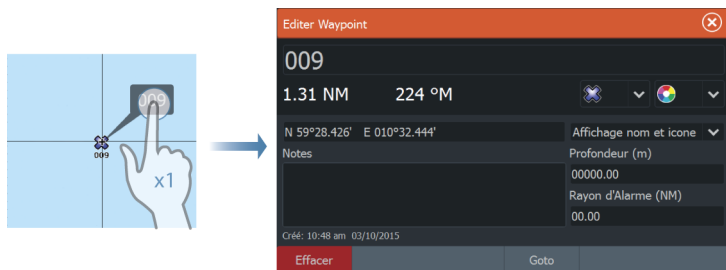 009
009
x1
Editer Waypoint
009
1.31 NM 224 °M
N 59°28.426' E 010°32.444' Affichage nom et icone
Notes Profondeur (m)
00000.00
Rayon d'Alarme (NM)
00.00
Créé: 10:48 am 03/10/2015
Effacer Goto